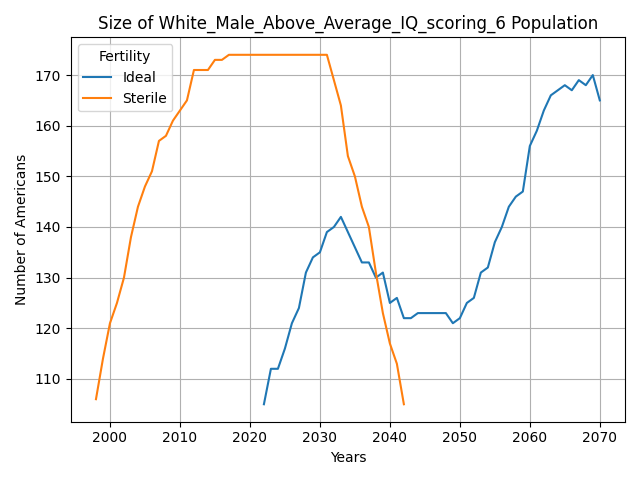 Size of White_Male_Above_Average_IQ_scoring_6 Population
Fertility
Ideal
Sterile
Number of Americans
170
160
150
140
130
120
110
2000 2010 2020 2030 2040 2050 2060 2070
Years